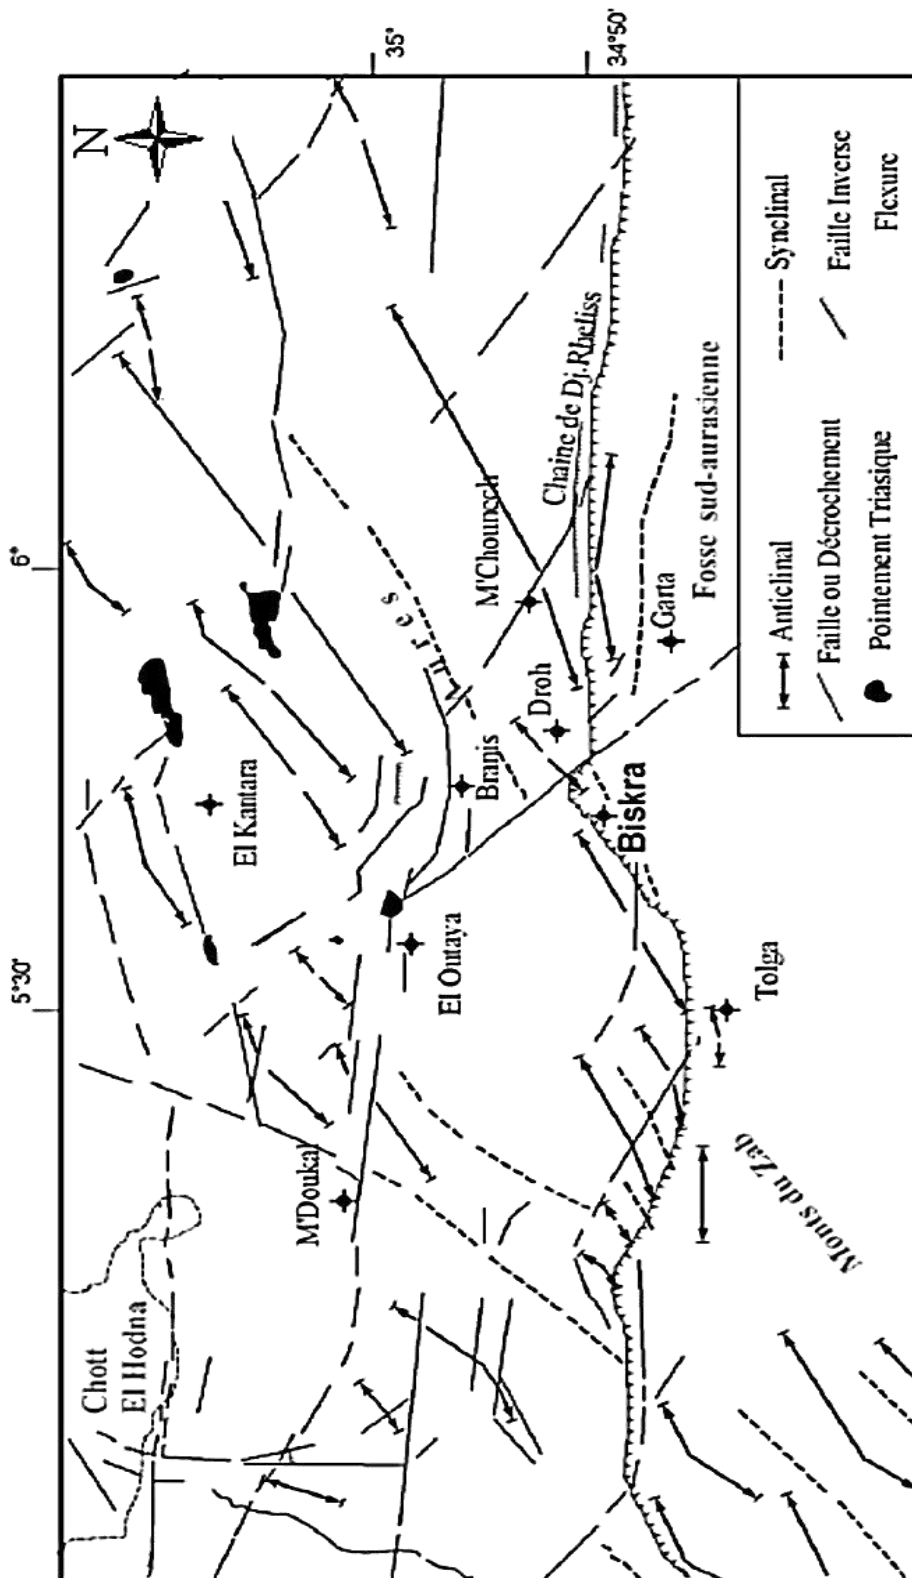 N
35°
34°50'
6°
5°30'
Chott
El Hodna
M'Doukal
El Kantara
El Outaya
Branis
Droh
M'Chounech
Garta
Biskra
Tolga
Chaine de Dj.Rheliss
Fosse sud-aurasienne
Monts du Zab
Anticlinal
Synclinal
Faille ou Décrochement
Faille Inverse
Pointement Triasique
Flexure